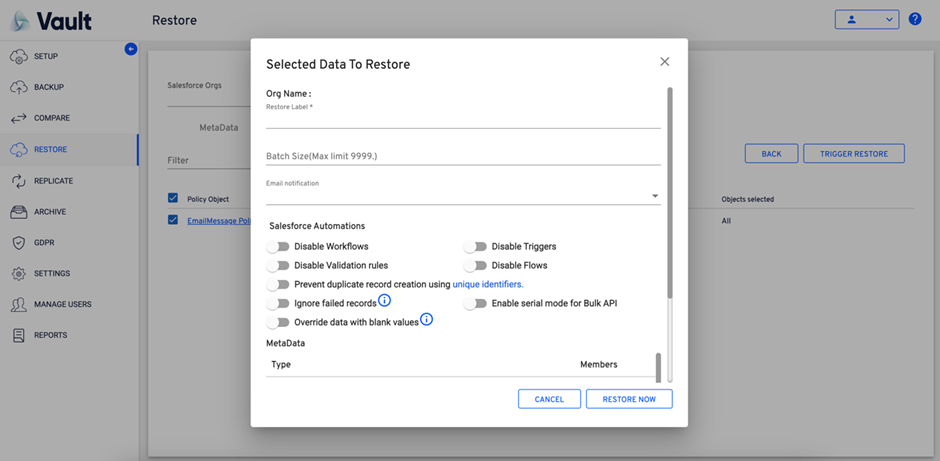 Vault
Restore
?
SETUP
BACKUP
COMPARE
RESTORE
REPLICATE
ARCHIVE
GDPR
SETTINGS
MANAGE USERS
REPORTS
Salesforce Orgs
MetaData
Filter
BACK
TRIGGER RESTORE
Policy Object
Objects selected
EmailMessage Poli
All
Selected Data To Restore
Org Name :
Restore Label *
Batch Size(Max limit 9999.)
Email notification
Salesforce Automations
Disable Workflows
Disable Triggers
Disable Validation rules
Disable Flows
Prevent duplicate record creation using unique identifiers.
Ignore failed records
Enable serial mode for Bulk API
Override data with blank values
MetaData
Type
Members
CANCEL
RESTORE NOW